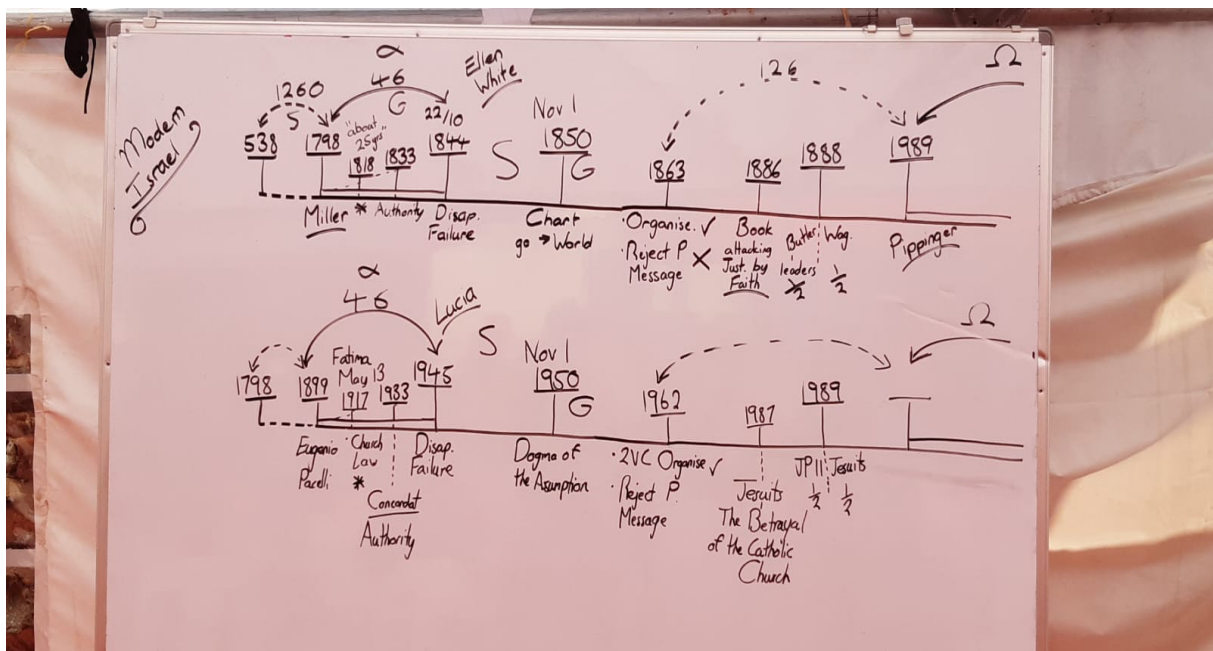 Modern
Israel
α
46
G
1260
S
Ellen
White
126
Ω
22/10
Nov 1
538
1798
"about
25yrs"
1818
1833
1844
S
1850
G
1863
1886
1888
1989
Miller
*
Authority
Disap.
Failure
Chart
go → World
· Organise. ✓
· Reject P
Message X
Book
attacking
Just. by
Faith
Butler
leaders
1/2
Wag.
1/2
Pippinger
α
46
Lucia
S
Ω
Fatima
May 13
Nov 1
1798
1899
1917
1983
1945
1950
G
1962
1987
1989
Eugenio
Pacelli
· Church
Law
*
Concordat
Authority
Disap.
Failure
Dogma of
the Assumption
· 2VC Organise ✓
· Reject P.
Message
Jesuits
The Betrayal
of the Catholic
Church
JPII
1/2
Jesuits
1/2